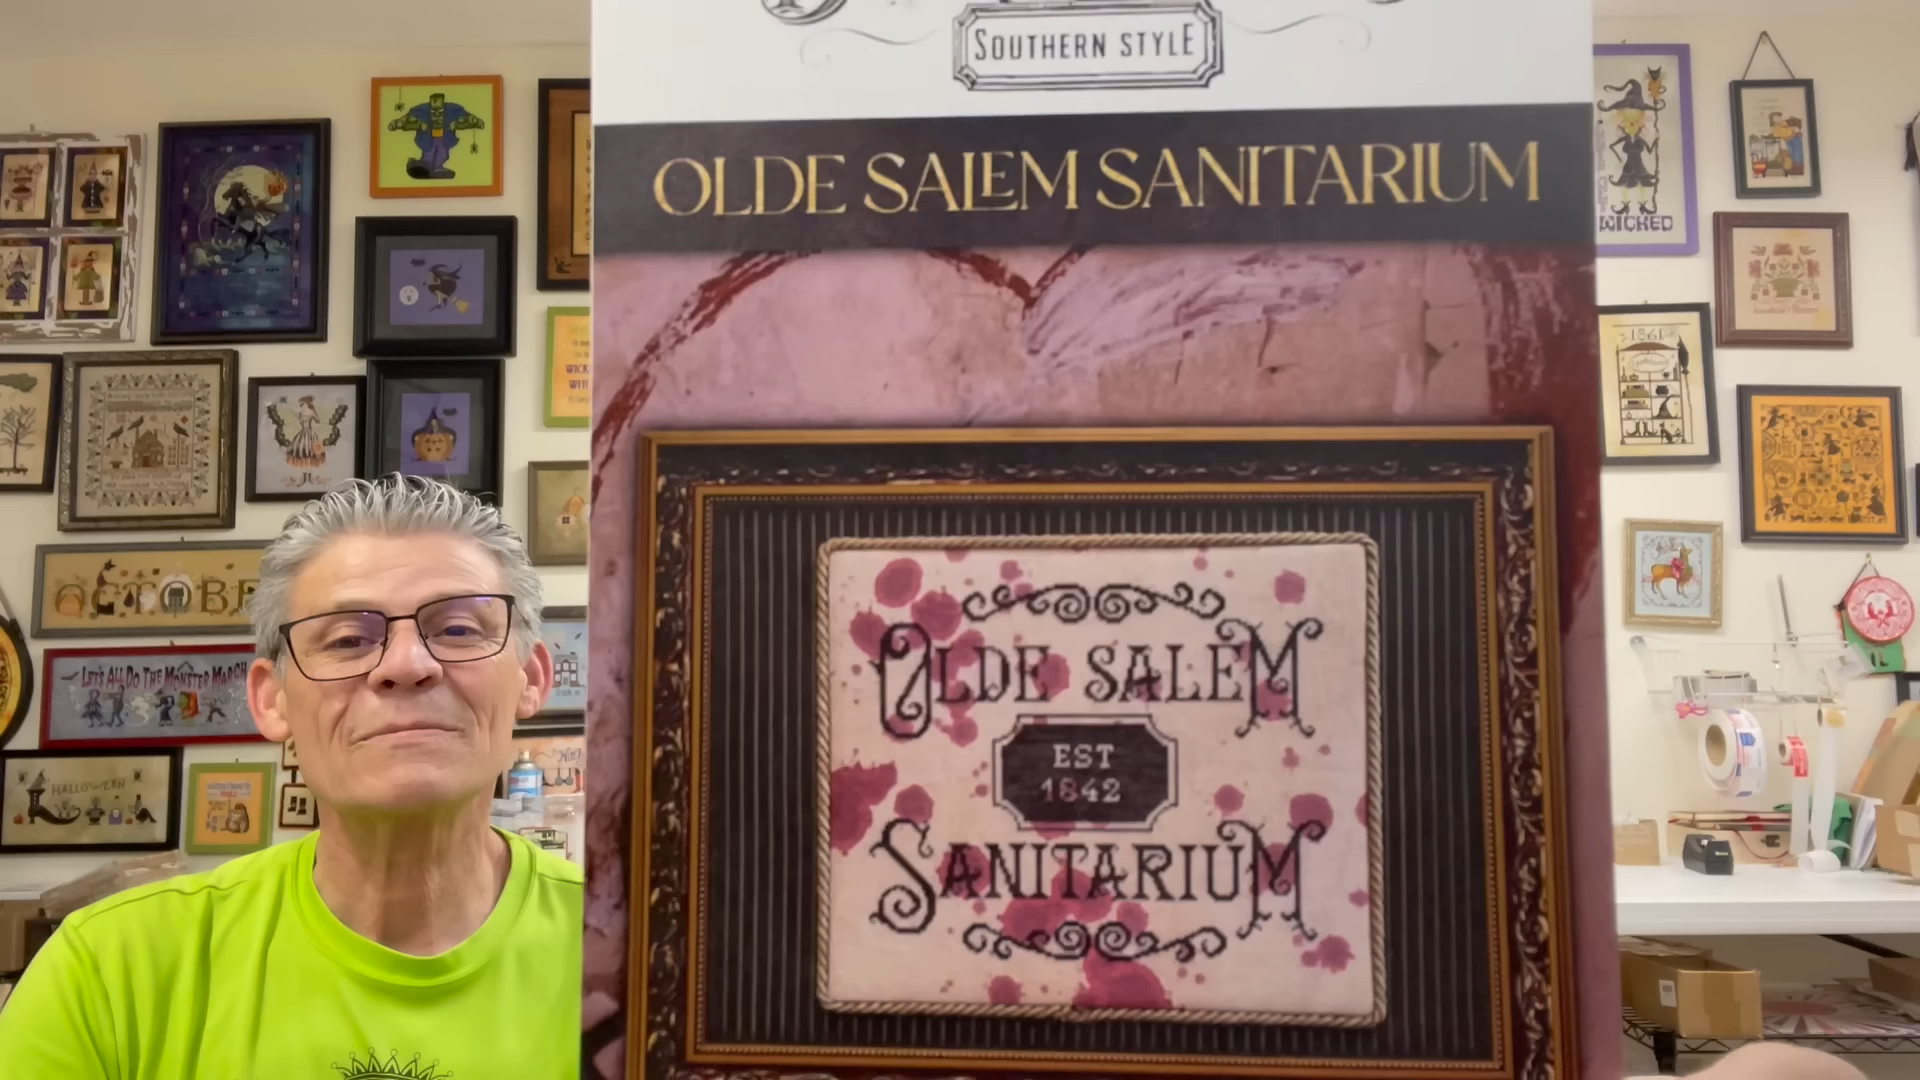 SOUTHERN STYLE
OLDE SALEM SANITARIUM
OLDE SALEM
EST
1842
SANITARIUM
WICKED
1861
OCTOBE
LET'S ALL DO THE MONSTER MARCH
HALLOWEEN